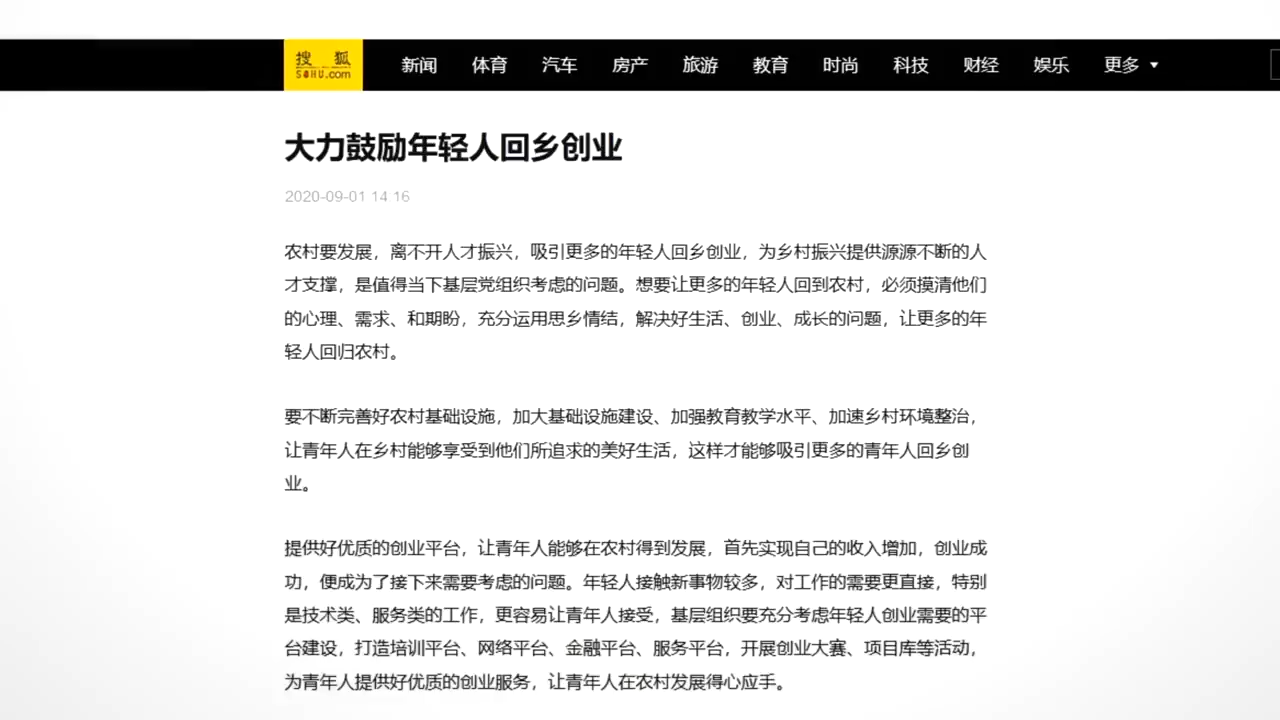 搜狐
SOHU.com
新闻 体育 汽车 房产 旅游 教育 时尚 科技 财经 娱乐 更多
大力鼓励年轻人回乡创业
2020-09-01 14 16
农村要发展，离不开人才振兴，吸引更多的年轻人回乡创业，为乡村振兴提供源源不断的人
才支撑，是值得当下基层党组织考虑的问题。想要让更多的年轻人回到农村，必须摸清他们
的心理、需求、和期盼，充分运用思乡情结，解决好生活、创业、成长的问题，让更多的年
轻人回归农村。
要不断完善好农村基础设施，加大基础设施建设、加强教育教学水平、加速乡村环境整治，
让青年人在乡村能够享受到他们所追求的美好生活，这样才能够吸引更多的青年人回乡创
业。
提供好优质的创业平台，让青年人能够在农村得到发展，首先实现自己的收入增加，创业成
功，便成为了接下来需要考虑的问题。年轻人接触新事物较多，对工作的需要更直接，特别
是技术类、服务类的工作，更容易让青年人接受，基层组织要充分考虑年轻人创业需要的平
台建设，打造培训平台、网络平台、金融平台、服务平台，开展创业大赛、项目库等活动，
为青年人提供好优质的创业服务，让青年人在农村发展得心应手。